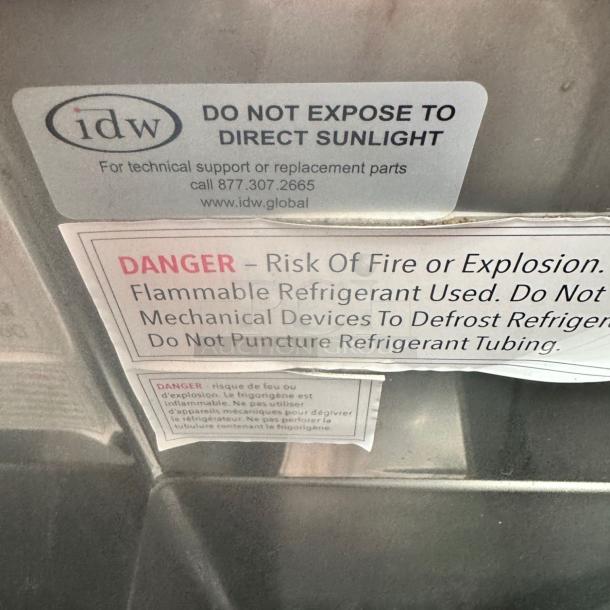 idw
DO NOT EXPOSE TO
DIRECT SUNLIGHT
For technical support or replacement parts
call 877.307.2665
www.idw.global
DANGER – Risk Of Fire or Explosion.
Flammable Refrigerant Used. Do Not
Mechanical Devices To Defrost Refriger
Do Not Puncture Refrigerant Tubing.
DANGER - risque de feu ou
d'explosion. Le frigorigène est
inflammable. Ne pas utiliser
d'appareils mécaniques pour dégivrer
le réfrigérateur. Ne pas perforer la
tubulure contenant le frigorigène.